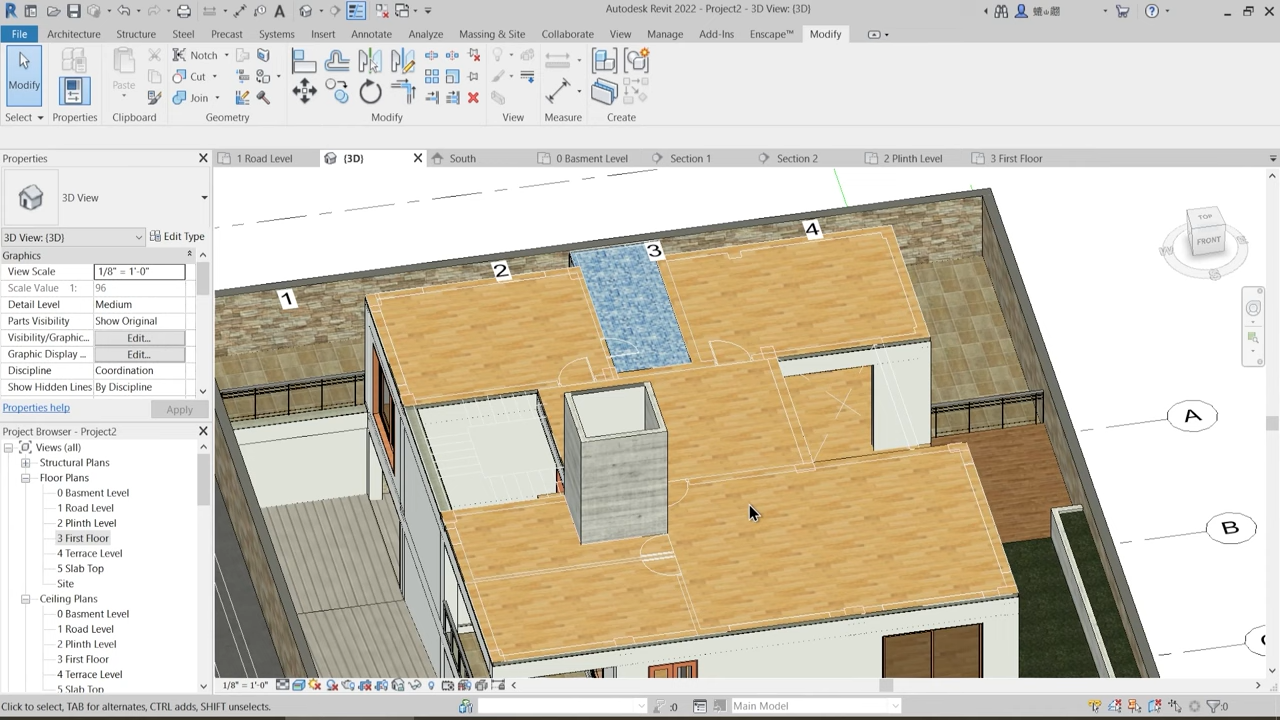 Autodesk Revit 2022 - Project2 - 3D View: {3D}
File Architecture Structure Steel Precast Systems Insert Annotate Analyze Massing & Site Collaborate View Manage Add-Ins Enscape™ Modify
Modify Paste Notch Cut Join
Select Properties Clipboard Geometry Modify View Measure Create
Properties
1 Road Level (3D) South 0 Basment Level Section 1 Section 2 2 Plinth Level 3 First Floor
3D View
3D View: {3D} Edit Type
Graphics
View Scale 1/8" = 1'-0"
Scale Value 1: 96
Detail Level Medium
Parts Visibility Show Original
Visibility/Graphic... Edit...
Graphic Display ... Edit...
Discipline Coordination
Show Hidden Lines By Discipline
Properties help Apply
Project Browser - Project2
Views (all)
Structural Plans
Floor Plans
0 Basment Level
1 Road Level
2 Plinth Level
3 First Floor
4 Terrace Level
5 Slab Top
Site
Ceiling Plans
0 Basment Level
1 Road Level
2 Plinth Level
3 First Floor
4 Terrace Level
5 Slab Top
1 2 3 4
A
B
TOP
FRONT
1/8" = 1'-0"
Click to select, TAB for alternates, CTRL adds, SHIFT unselects. :0 Main Model :0